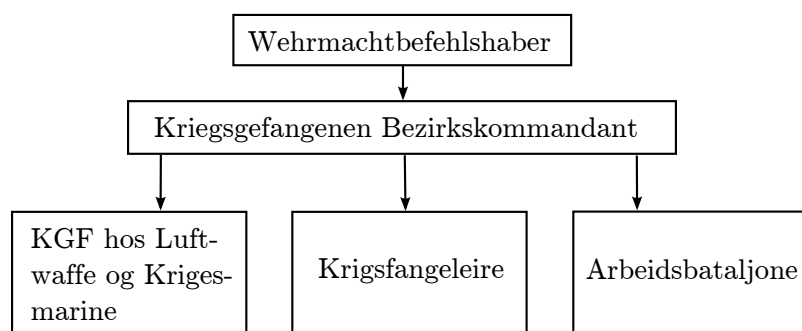 Wehrmachtbefehlshaber
Kriegsgefangenen Bezirkskommandant
KGF hos Luft-
waffe og Kriges-
marine
Krigsfangeleire
Arbeidsbataljone